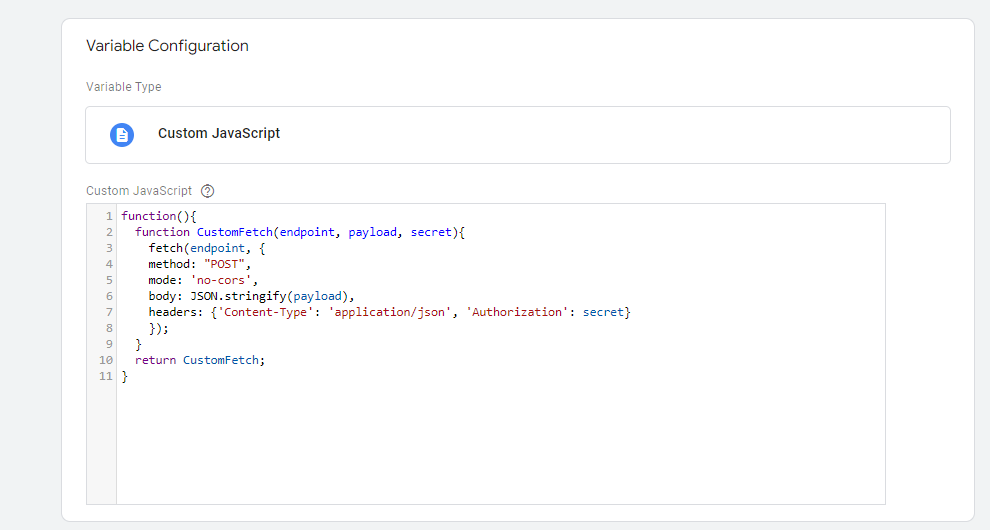 Variable Configuration
Variable Type
Custom JavaScript
Custom JavaScript ?
1 function(){
2   function CustomFetch(endpoint, payload, secret){
3     fetch(endpoint, {
4     method: "POST",
5     mode: 'no-cors',
6     body: JSON.stringify(payload),
7     headers: {'Content-Type': 'application/json', 'Authorization': secret}
8     });
9   }
10   return CustomFetch;
11 }